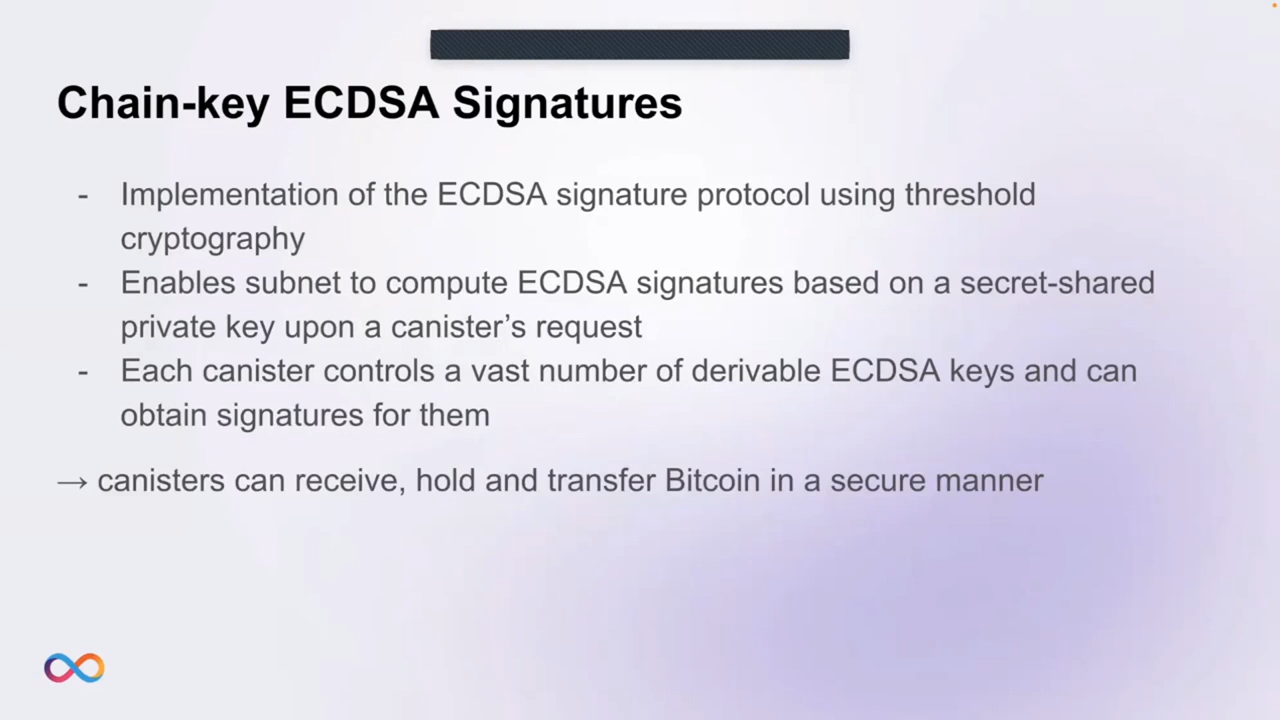 Chain-key ECDSA Signatures
- Implementation of the ECDSA signature protocol using threshold
cryptography
- Enables subnet to compute ECDSA signatures based on a secret-shared
private key upon a canister’s request
- Each canister controls a vast number of derivable ECDSA keys and can
obtain signatures for them
→ canisters can receive, hold and transfer Bitcoin in a secure manner